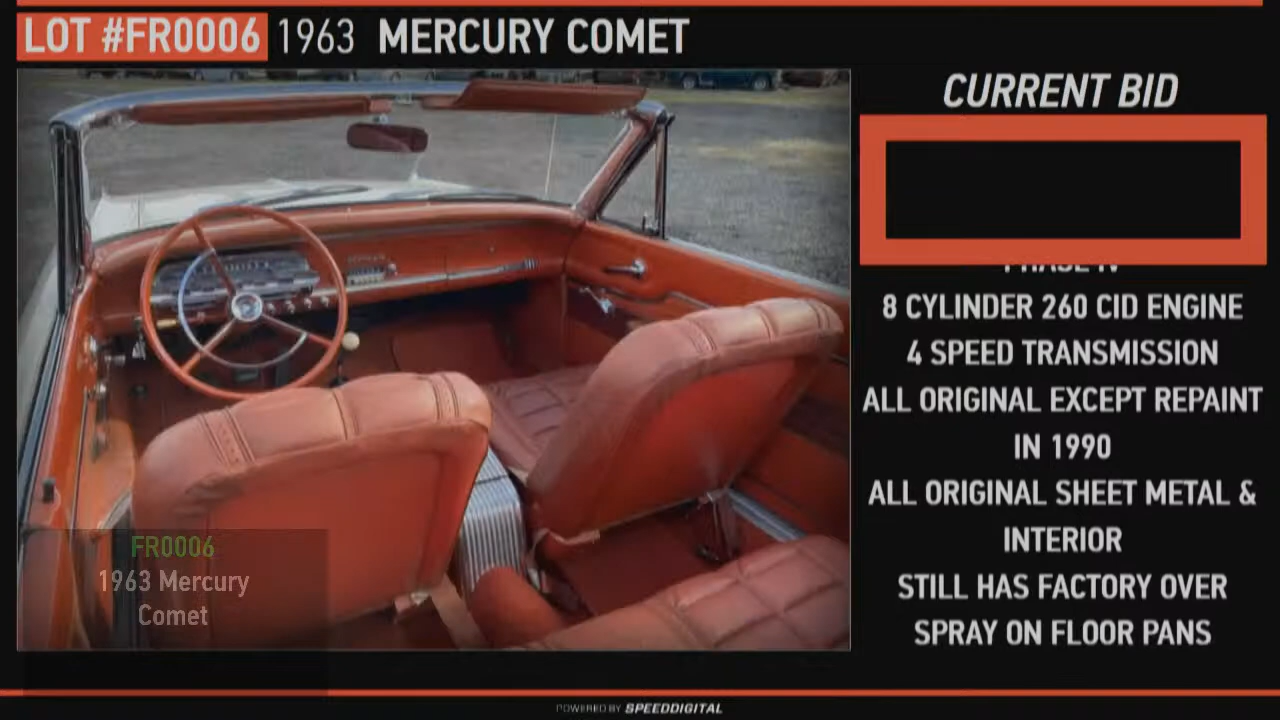 LOT #FR0006 1963 MERCURY COMET
CURRENT BID
PHASE IV
8 CYLINDER 260 CID ENGINE
4 SPEED TRANSMISSION
ALL ORIGINAL EXCEPT REPAINT
IN 1990
ALL ORIGINAL SHEET METAL &
INTERIOR
STILL HAS FACTORY OVER
SPRAY ON FLOOR PANS
FR0006
1963 Mercury
Comet
POWERED BY SPEEDDIGITAL